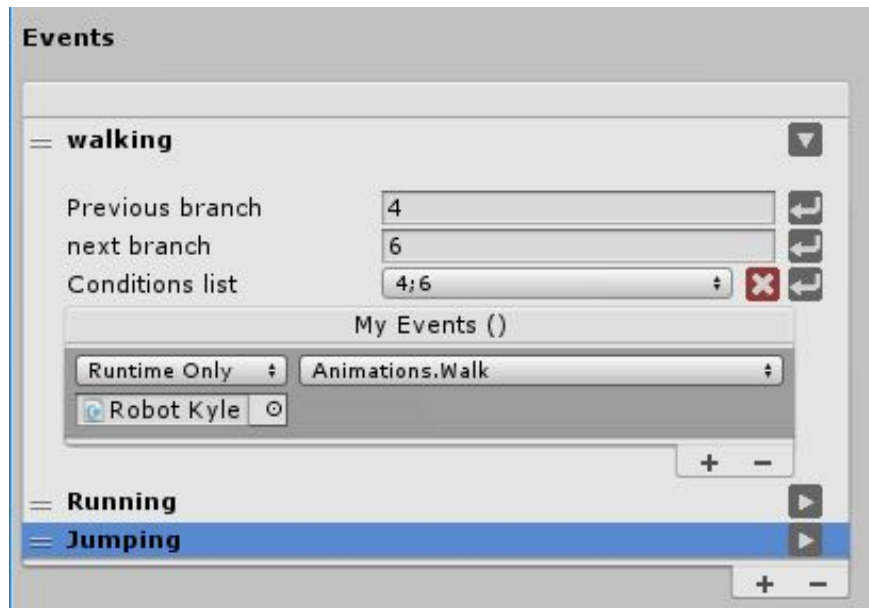 Events
walking
Previous branch 4
next branch 6
Conditions list 4;6
My Events ()
Runtime Only Animations.Walk
Robot Kyle
+ −
Running
Jumping
+ −